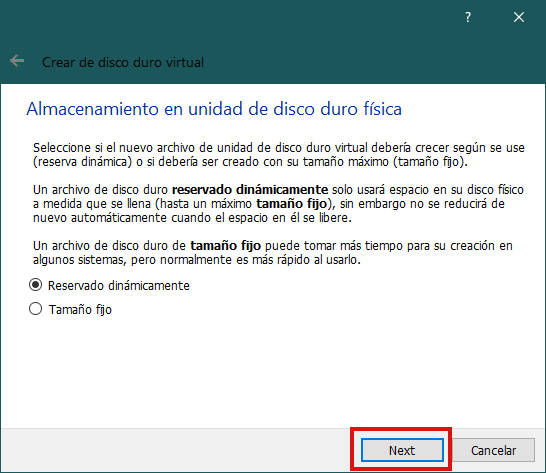 ?
Crear de disco duro virtual
Almacenamiento en unidad de disco duro física
Seleccione si el nuevo archivo de unidad de disco duro virtual debería crecer según se use
(reserva dinámica) o si debería ser creado con su tamaño máximo (tamaño fijo).
Un archivo de disco duro reservado dinámicamente solo usará espacio en su disco físico
a medida que se llena (hasta un máximo tamaño fijo), sin embargo no se reducirá de
nuevo automáticamente cuando el espacio en él se libere.
Un archivo de disco duro de tamaño fijo puede tomar más tiempo para su creación en
algunos sistemas, pero normalmente es más rápido al usarlo.
Reservado dinámicamente
Tamaño fijo
Next Cancelar